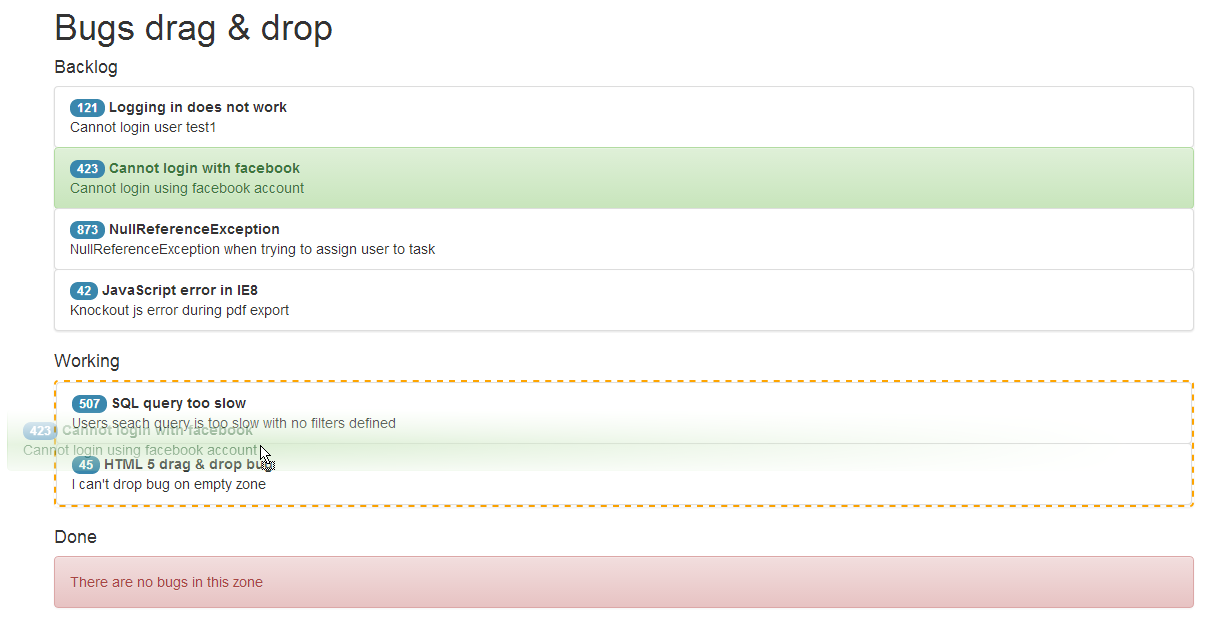 Bugs drag & drop
Backlog
121 Logging in does not work
Cannot login user test1
423 Cannot login with facebook
Cannot login using facebook account
873 NullReferenceException
NullReferenceException when trying to assign user to task
42 JavaScript error in IE8
Knockout js error during pdf export
Working
507 SQL query too slow
Users seach query is too slow with no filters defined
423 Cannot login with facebook
Cannot login using facebook account
45 HTML 5 drag & drop bug
I can't drop bug on empty zone
Done
There are no bugs in this zone